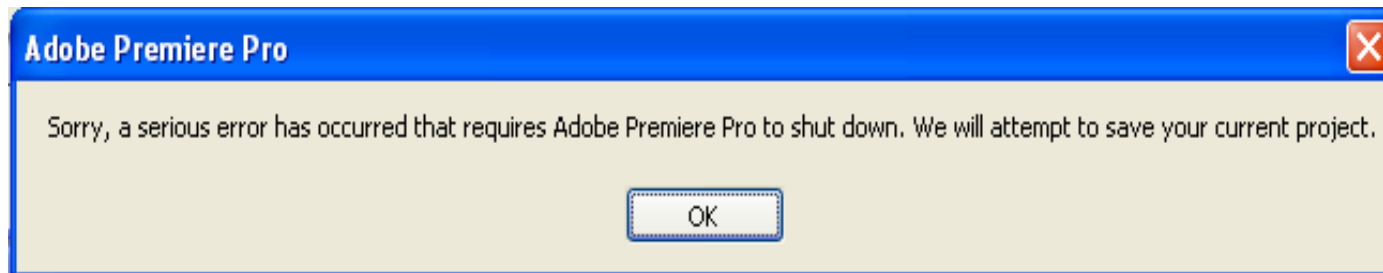 Adobe Premiere Pro
Sorry, a serious error has occurred that requires Adobe Premiere Pro to shut down. We will attempt to save your current project.
OK